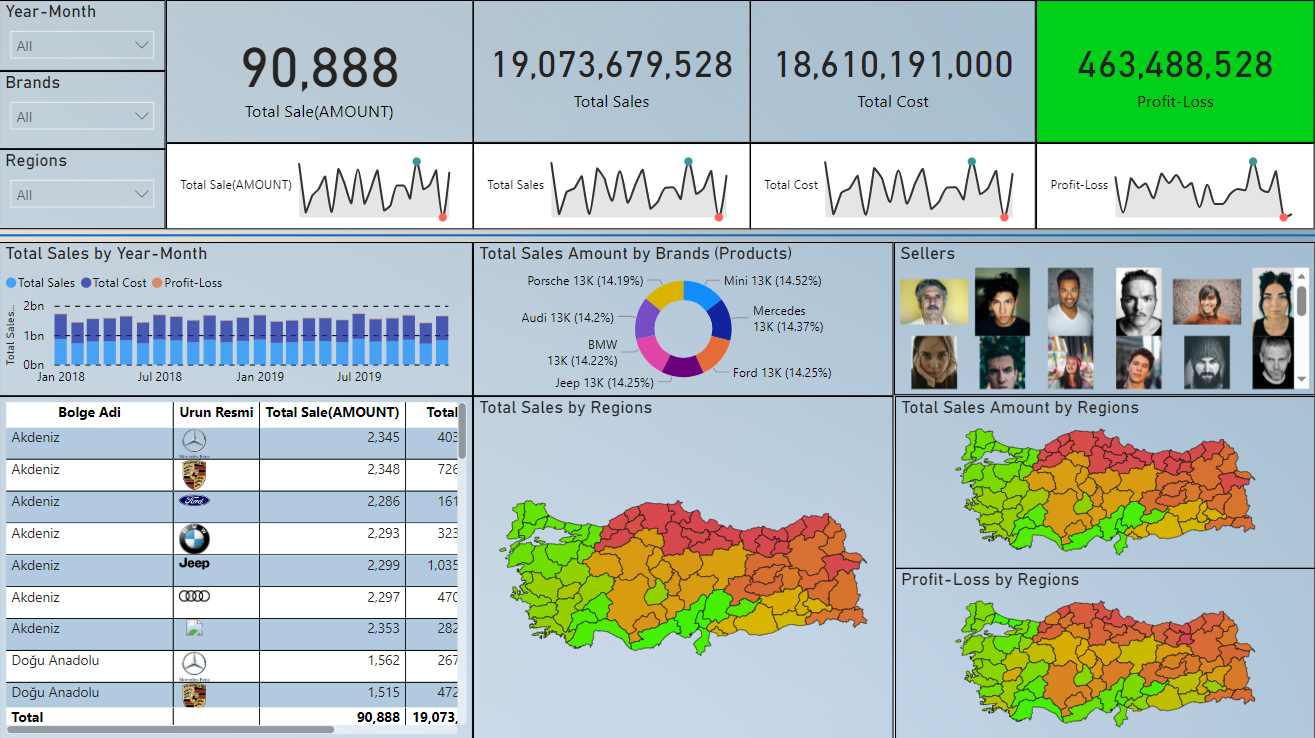 Year-Month
All
Brands
All
Regions
All
90,888
Total Sale(AMOUNT)
19,073,679,528
Total Sales
18,610,191,000
Total Cost
463,488,528
Profit-Loss
Total Sale(AMOUNT)
Total Sales
Total Cost
Profit-Loss
Total Sales by Year-Month
Total Sales Total Cost Profit-Loss
Total Sales...
2bn
1bn
0bn
Jan 2018 Jul 2018 Jan 2019 Jul 2019
Total Sales Amount by Brands (Products)
Porsche 13K (14.19%)
Mini 13K (14.52%)
Audi 13K (14.2%)
Mercedes
13K (14.37%)
BMW
13K (14.22%)
Ford 13K (14.25%)
Jeep 13K (14.25%)
Sellers
Bolge Adi Urun Resmi Total Sale(AMOUNT) Total
Akdeniz 2,345 403
Akdeniz 2,348 726
Akdeniz Ford 2,286 161
Akdeniz BMW 2,293 323
Akdeniz Jeep 2,299 1,035
Akdeniz 2,297 470
Akdeniz 2,353 282
Doğu Anadolu 1,562 267
Doğu Anadolu 1,515 472
Total 90,888 19,073,
Total Sales by Regions
Total Sales Amount by Regions
Profit-Loss by Regions